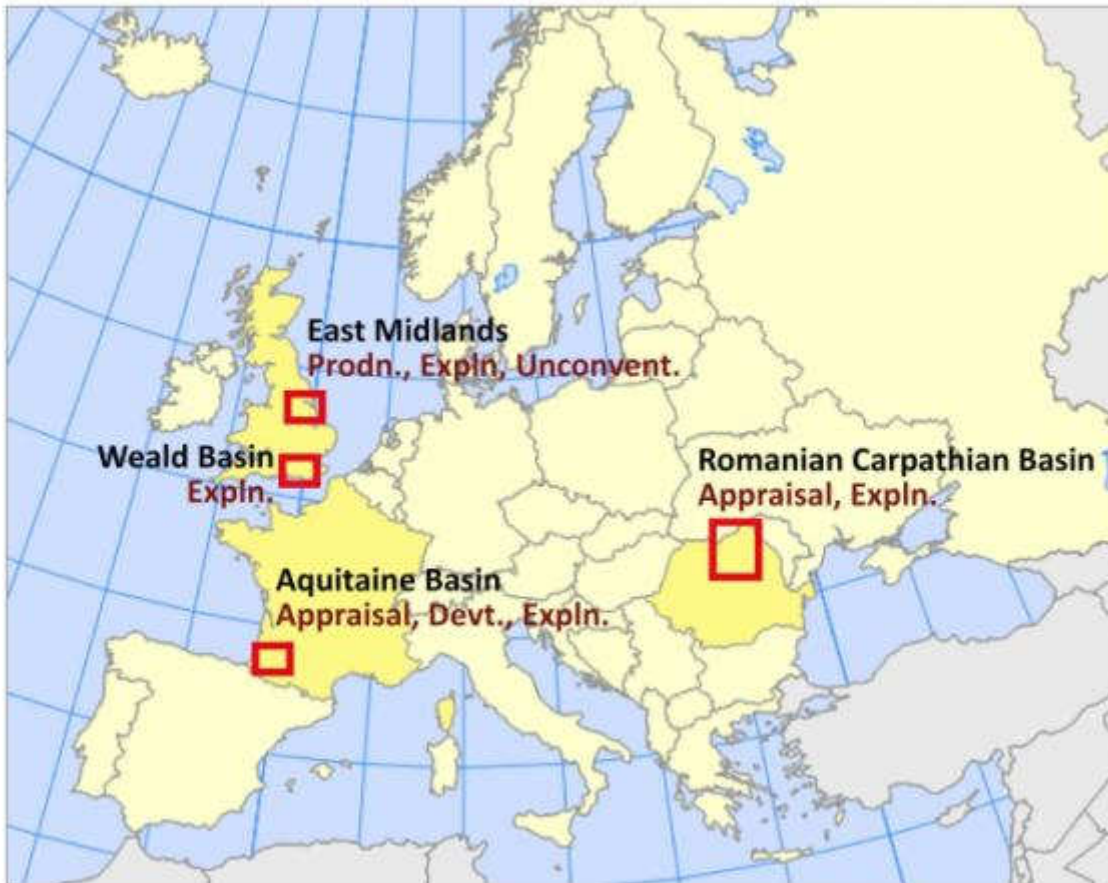 East Midlands
Prodn., Expln, Unconvent.
Weald Basin
Expln.
Romanian Carpathian Basin
Appraisal, Expln.
Aquitaine Basin
Appraisal, Devt., Expln.